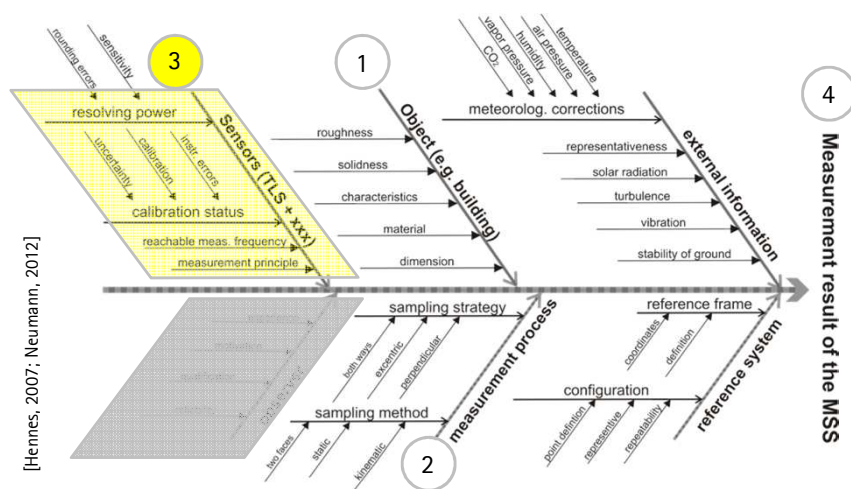 rounding errors
sensitivity
3
resolving power
uncertainty
calibration
instr. errors
calibration status
reachable meas. frequency
measurement principle
Sensors (TLS + xxx)
1
roughness
solidness
characteristics
material
dimension
Object (e.g. building)
CO₂
vapor pressure
humidity
air pressure
temperature
meteorolog. corrections
representativeness
solar radiation
turbulence
vibration
stability of ground
external information
4
Measurement result of the MSS
[Hennes, 2007; Neumann, 2012]
observer
sampling strategy
both ways
excentric
perpendicular
sampling method
two faces
static
kinematic
2
measurement process
reference frame
coordinates
definition
configuration
point defintion
representive
repeatability
reference system